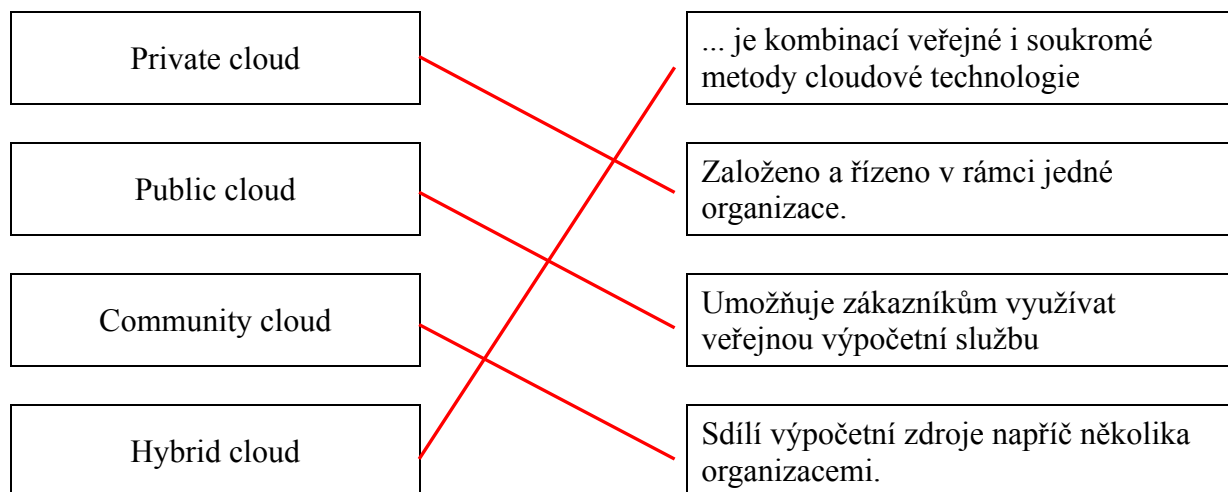 Private cloud
... je kombinací veřejné i soukromé
metody cloudové technologie
Public cloud
Založeno a řízeno v rámci jedné
organizace.
Community cloud
Umožňuje zákazníkům využívat
veřejnou výpočetní službu
Hybrid cloud
Sdílí výpočetní zdroje napříč několika
organizacemi.